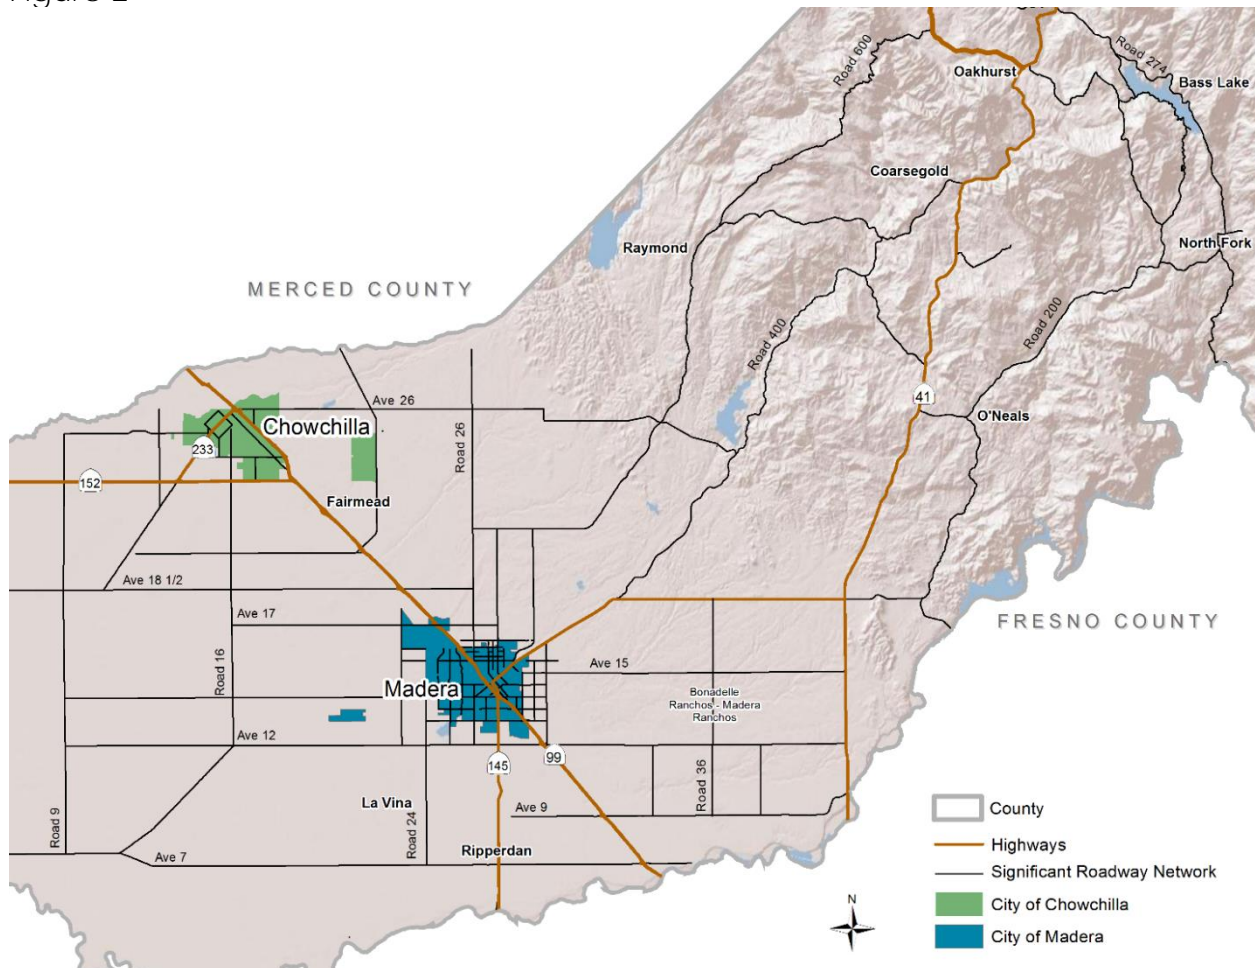 Road 600
Oakhurst
Road 274
Bass Lake
Coarsegold
Raymond
North Fork
MERCED COUNTY
Road 400
Road 200
41
O'Neals
Ave 26
Chowchilla
233
Road 26
152
Fairmead
Ave 18 1/2
Ave 17
FRESNO COUNTY
Road 16
Ave 15
Madera
Bonadelle
Ranchos - Madera
Ranchos
Ave 12
99
145
Road 36
La Vina
Ave 9
Road 9
Road 24
Ripperdan
Ave 7
County
Highways
Significant Roadway Network
City of Chowchilla
City of Madera
N